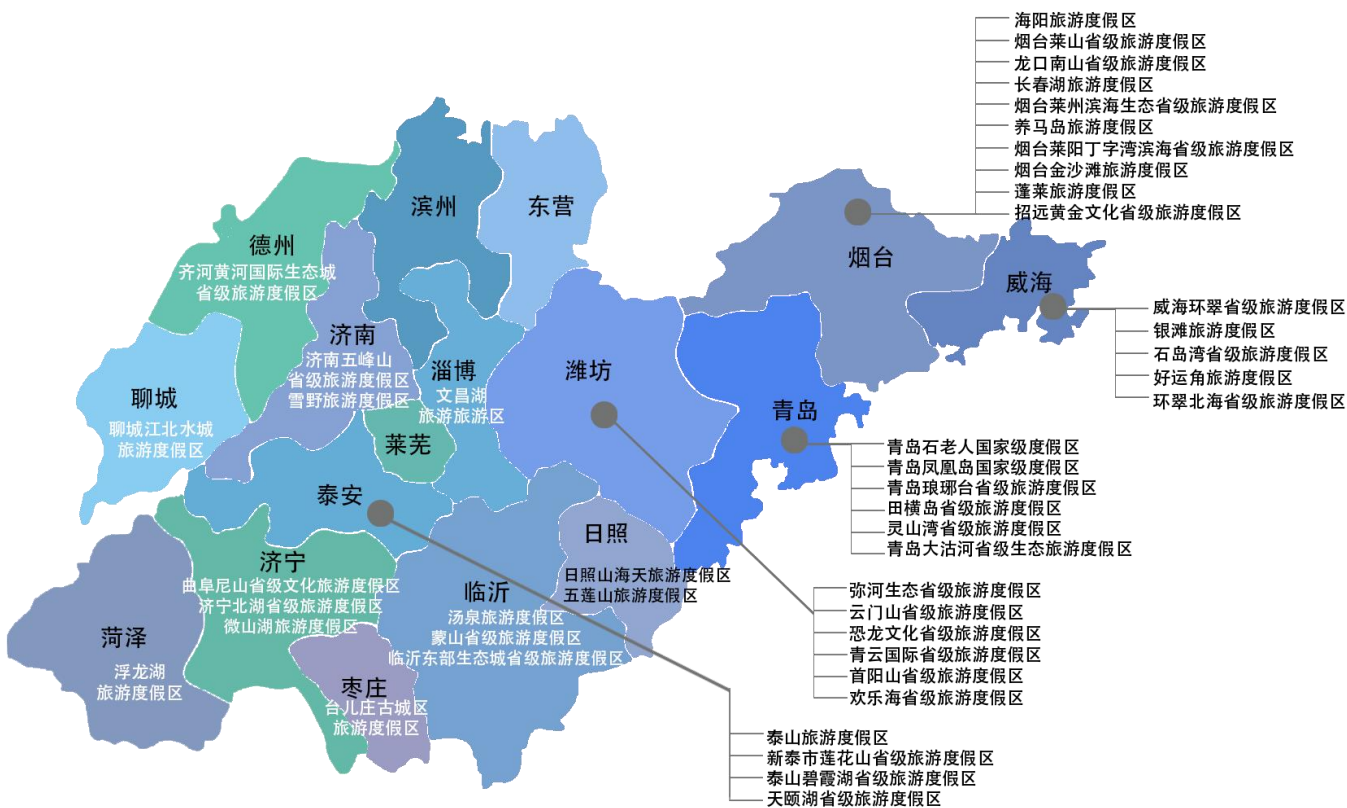 海阳旅游度假区
烟台莱山省级旅游度假区
龙口南山省级旅游度假区
长春湖旅游度假区
烟台莱州滨海生态省级旅游度假区
养马岛旅游度假区
烟台莱阳丁字湾滨海省级旅游度假区
烟台金沙滩旅游度假区
蓬莱旅游度假区
招远黄金文化省级旅游度假区
滨州
东营
德州
齐河黄河国际生态城
省级旅游度假区
烟台
威海
威海环翠省级旅游度假区
银滩旅游度假区
石岛湾省级旅游度假区
好运角旅游度假区
环翠北海省级旅游度假区
济南
济南五峰山
省级旅游度假区
雪野旅游度假区
淄博
文昌湖
旅游旅游区
潍坊
聊城
聊城江北水城
旅游度假区
莱芜
青岛
青岛石老人国家级度假区
青岛凤凰岛国家级度假区
青岛琅琊台省级旅游度假区
田横岛省级旅游度假区
灵山湾省级旅游度假区
青岛大沽河省级生态旅游度假区
泰安
日照
日照山海天旅游度假区
五莲山旅游度假区
济宁
曲阜尼山省级文化旅游度假区
济宁北湖省级旅游度假区
微山湖旅游度假区
临沂
汤泉旅游度假区
蒙山省级旅游度假区
临沂东部生态城省级旅游度假区
弥河生态省级旅游度假区
云门山省级旅游度假区
恐龙文化省级旅游度假区
青云国际省级旅游度假区
首阳山省级旅游度假区
欢乐海省级旅游度假区
菏泽
浮龙湖
旅游度假区
枣庄
台儿庄古城区
旅游度假区
泰山旅游度假区
新泰市莲花山省级旅游度假区
泰山碧霞湖省级旅游度假区
天颐湖省级旅游度假区